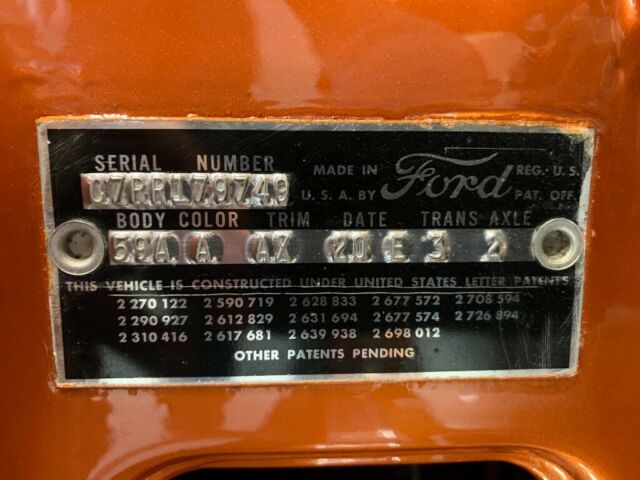 SERIAL NUMBER
C7RR179749
MADE IN
U.S.A. BY
Ford
REG. U.S.
PAT. OFF.
BODY COLOR TRIM DATE TRANS AXLE
59A A AX 20E 3 2
THIS VEHICLE IS CONSTRUCTED UNDER UNITED STATES LETTER PATENTS
2 270 122 2 590 719 2 628 833 2 677 572 2 708 594
2 290 927 2 612 829 2 631 694 2 677 574 2 726 894
2 310 416 2 617 681 2 639 938 2 698 012
OTHER PATENTS PENDING